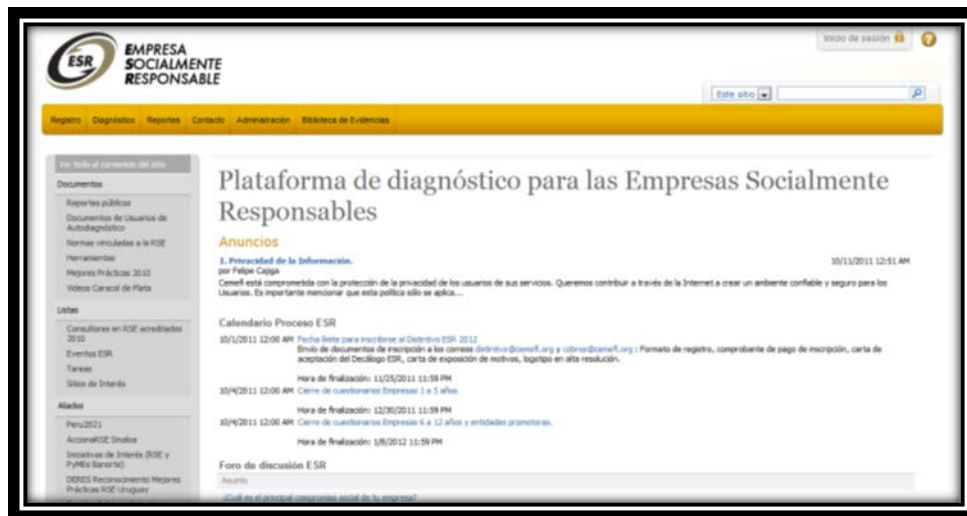 ESR
EMPRESA
SOCIALMENTE
RESPONSABLE
Inicio de sesión
?
Este sitio
Registro Diagnóstico Reportes Contacto Administración Biblioteca de Evidencias
Ver todo el contenido del sitio
Documentos
Reportes públicos
Documentos de Usuarios de
Autodiagnóstico
Normas vinculadas a la RSE
Herramientas
Mejores Prácticas 2010
Videos Caracol de Plata
Listas
Consultores en RSE acreditados
2010
Eventos ESR
Tareas
Sitios de Interés
Aliados
Peru2021
AccionaRSE Sinaloa
Iniciativas de Interés (RSE y
PyMEs Banorte)
DERES Reconocimiento Mejores
Prácticas RSE Uruguay
Plataforma de diagnóstico para las Empresas Socialmente
Responsables
Anuncios
1. Privacidad de la Información. 10/11/2011 12:51 AM
por Felipe Cajiga
Cemefi está comprometida con la protección de la privacidad de los usuarios de sus servicios. Queremos contribuir a través de la Internet a crear un ambiente confiable y seguro para los
Usuarios. Es importante mencionar que esta política sólo se aplica....
Calendario Proceso ESR
10/1/2011 12:00 AM Fecha límite para inscribirse al Distintivo ESR 2012
Envío de documentos de inscripción a los correos distintivo@cemefi.org y cobros@cemefi.org : Formato de registro, comprobante de pago de inscripción, carta de
aceptación del Decálogo ESR, carta de exposición de motivos, logotipo en alta resolución.
Hora de finalización: 11/25/2011 11:59 PM
10/4/2011 12:00 AM Cierre de cuestionarios Empresas 1 a 5 años
Hora de finalización: 12/30/2011 11:59 PM
10/4/2011 12:00 AM Cierre de cuestionarios Empresas 6 a 12 años y entidades promotoras.
Hora de finalización: 1/8/2012 11:59 PM
Foro de discusión ESR
Asunto
¿Cuál es el principal compromiso social de tu empresa?